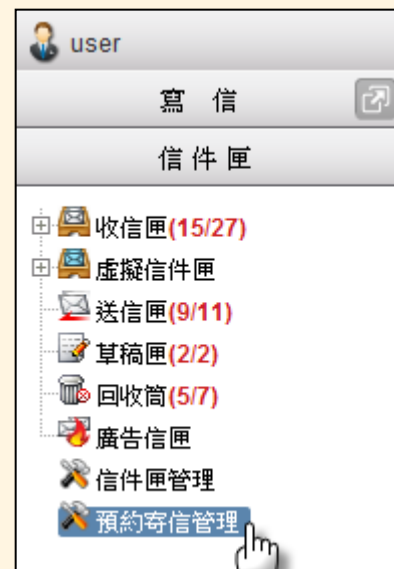 user
寫 信
信件匣
收信匣(15/27)
虛擬信件匣
送信匣(9/11)
草稿匣(2/2)
回收筒(5/7)
廣告信匣
信件匣管理
預約寄信管理